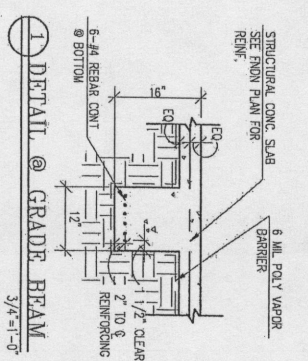 STRUCTURAL CONC. SLAB
SEE FNDN PLAN FOR
REINF.
6 MIL POLY VAPOR
BARRIER
EQ
EQ
16"
1 1/2" CLEAR
2" TO ℄
REINFORCING
6-#4 REBAR CONT
@ BOTTOM
12"
1 DETAIL @ GRADE BEAM
3/4"=1'-0"